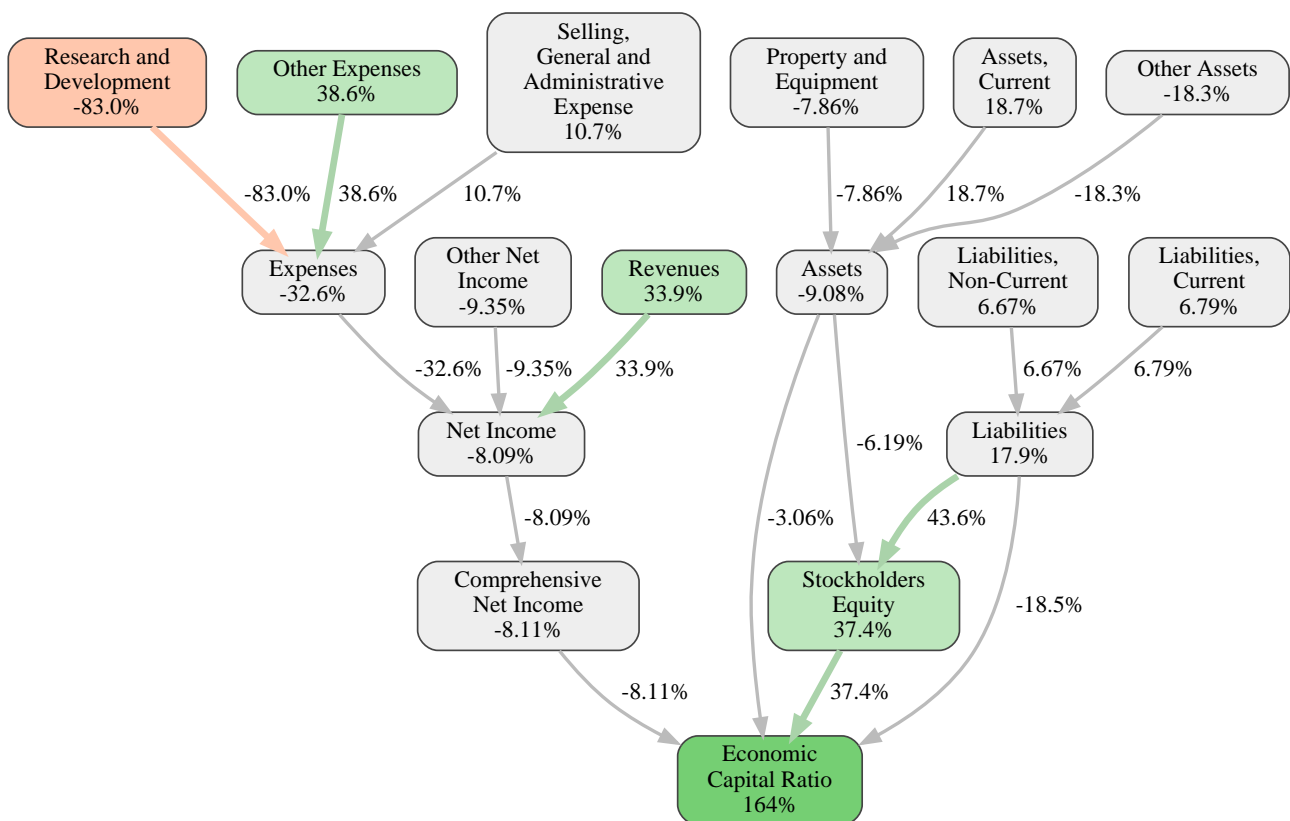 Research and
Development
-83.0%
Other Expenses
38.6%
Selling,
General and
Administrative
Expense
10.7%
Property and
Equipment
-7.86%
Assets,
Current
18.7%
Other Assets
-18.3%
-83.0%
38.6%
10.7%
-7.86%
18.7%
-18.3%
Expenses
-32.6%
Other Net
Income
-9.35%
Revenues
33.9%
Assets
-9.08%
Liabilities,
Non-Current
6.67%
Liabilities,
Current
6.79%
-32.6%
-9.35%
33.9%
6.67%
6.79%
Net Income
-8.09%
-6.19%
Liabilities
17.9%
-8.09%
-3.06%
43.6%
Comprehensive
Net Income
-8.11%
Stockholders
Equity
37.4%
-18.5%
-8.11%
37.4%
Economic
Capital Ratio
164%